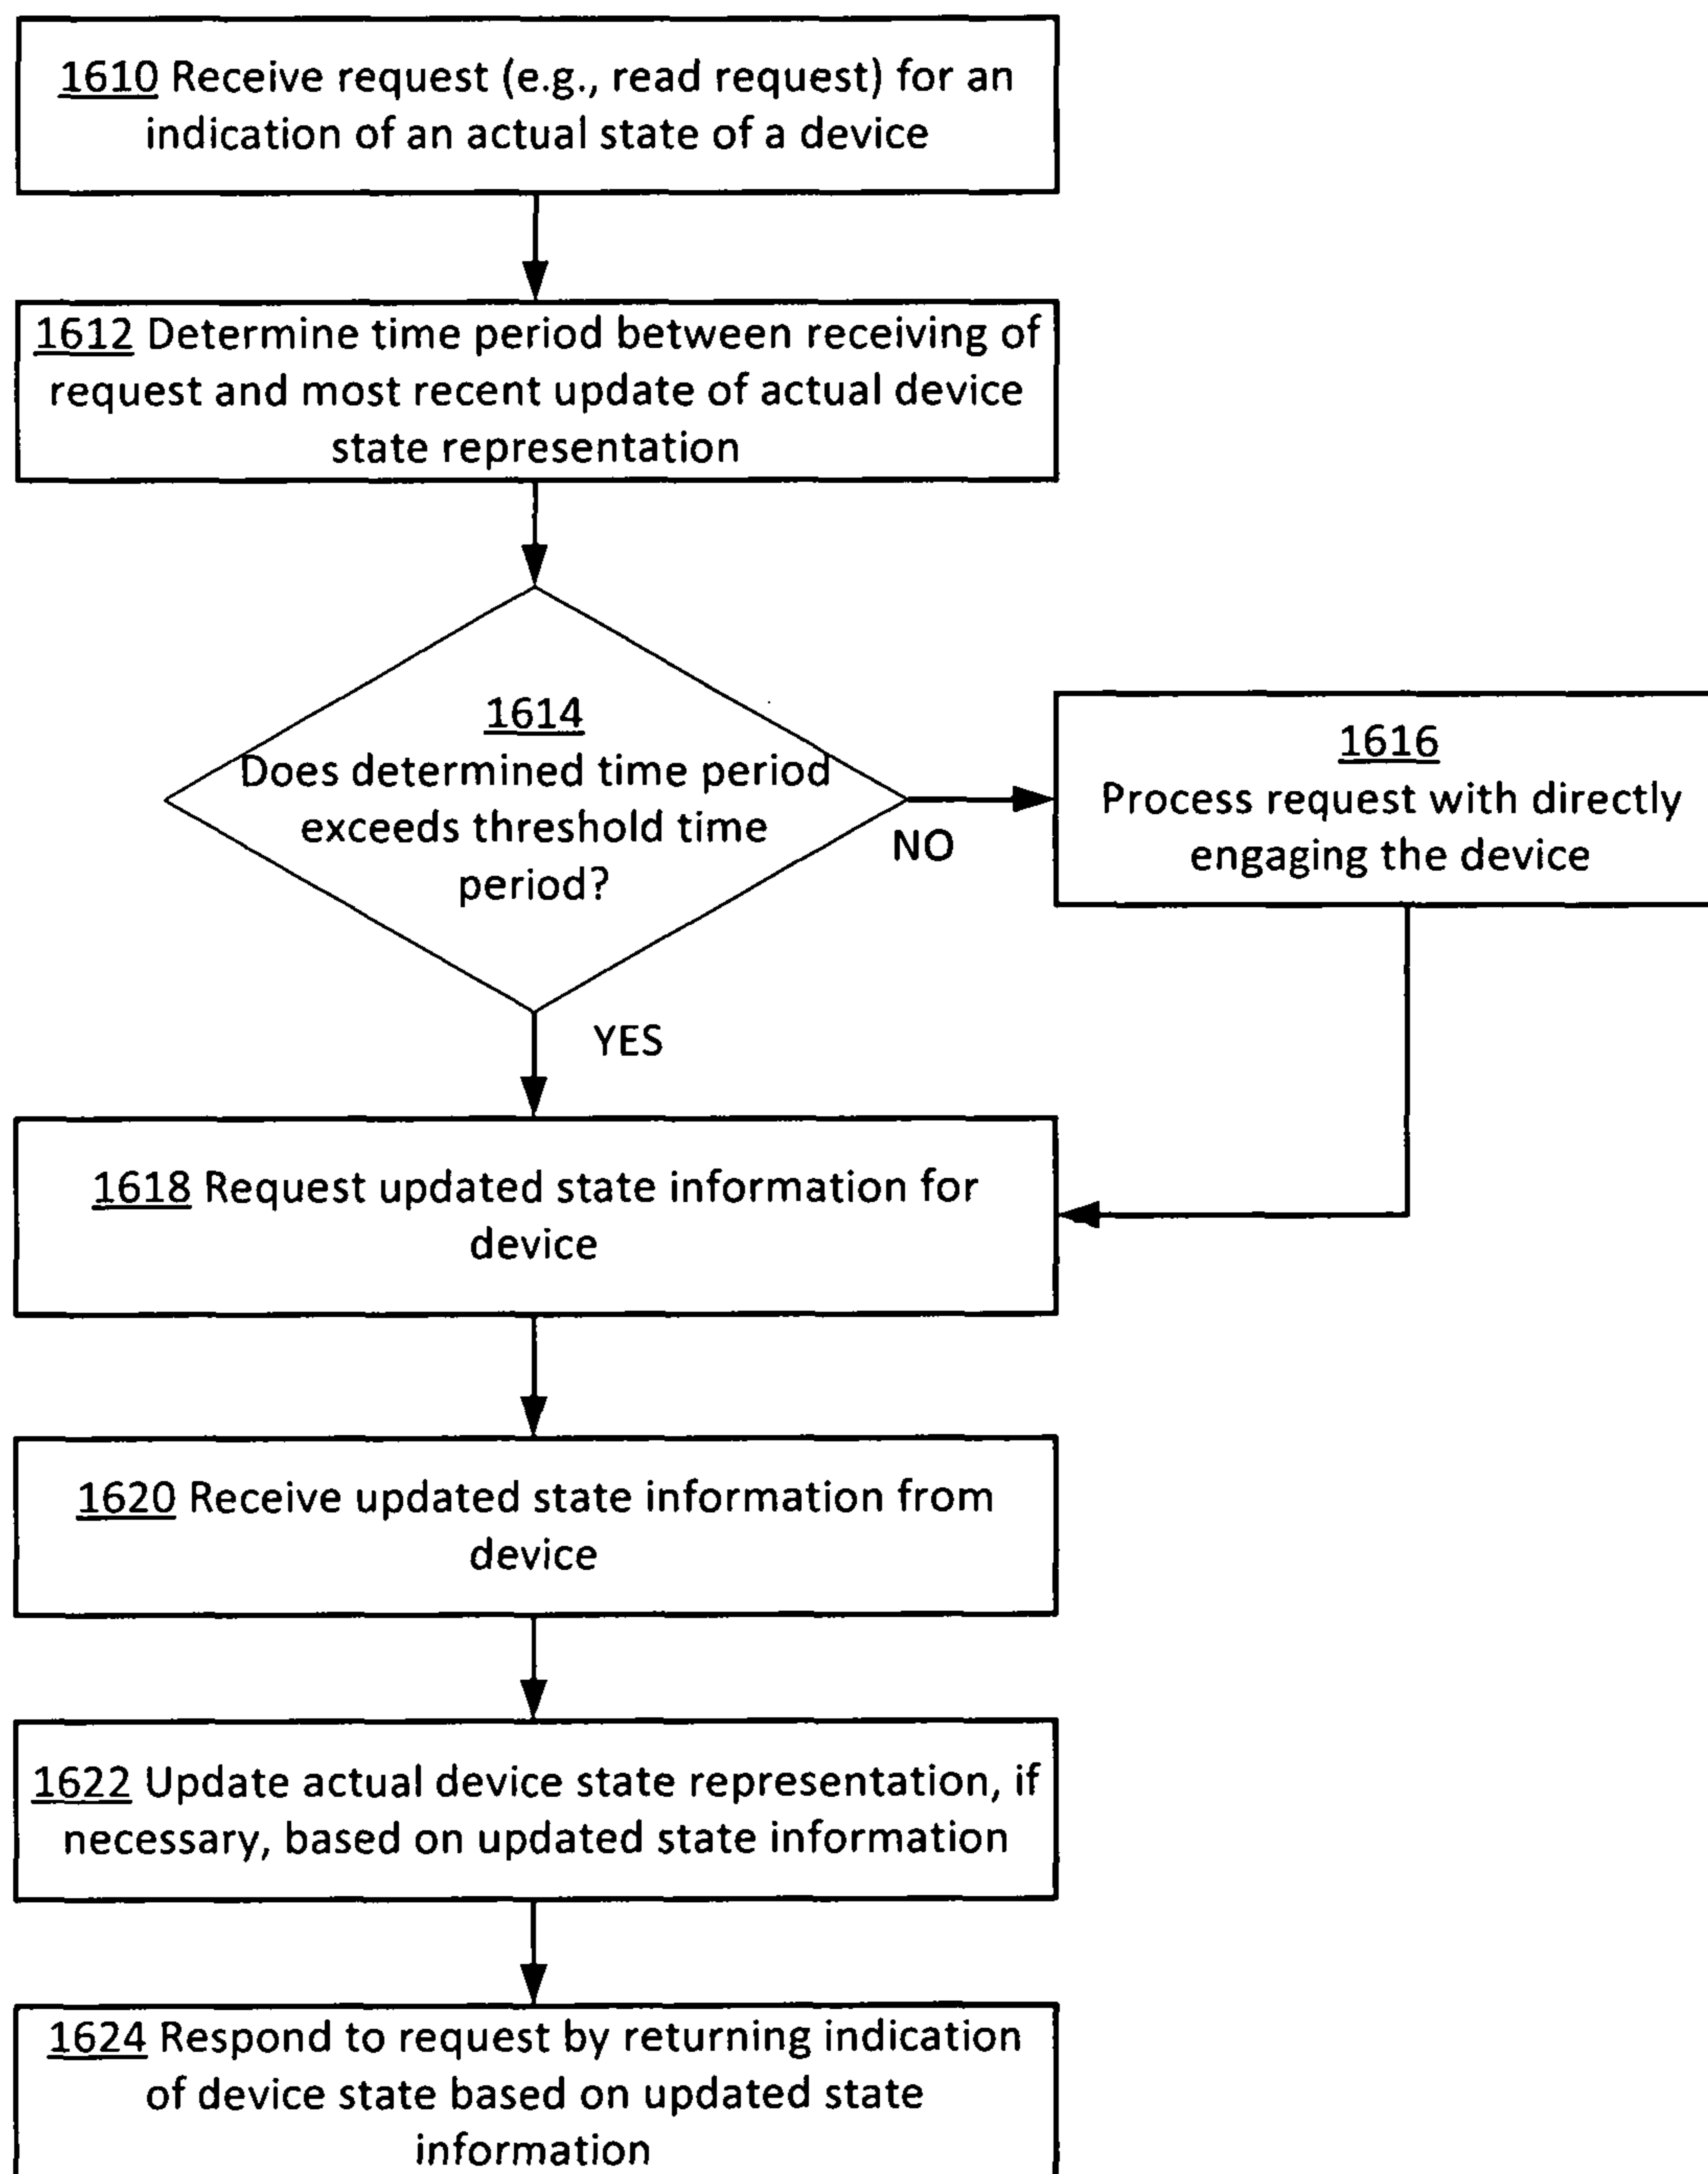 1610 Receive request (e.g., read request) for an
indication of an actual state of a device
1612 Determine time period between receiving of
request and most recent update of actual device
state representation
1614
Does determined time period
exceeds threshold time
period?
NO
1616
Process request with directly
engaging the device
YES
1618 Request updated state information for
device
1620 Receive updated state information from
device
1622 Update actual device state representation, if
necessary, based on updated state information
1624 Respond to request by returning indication
of device state based on updated state
information